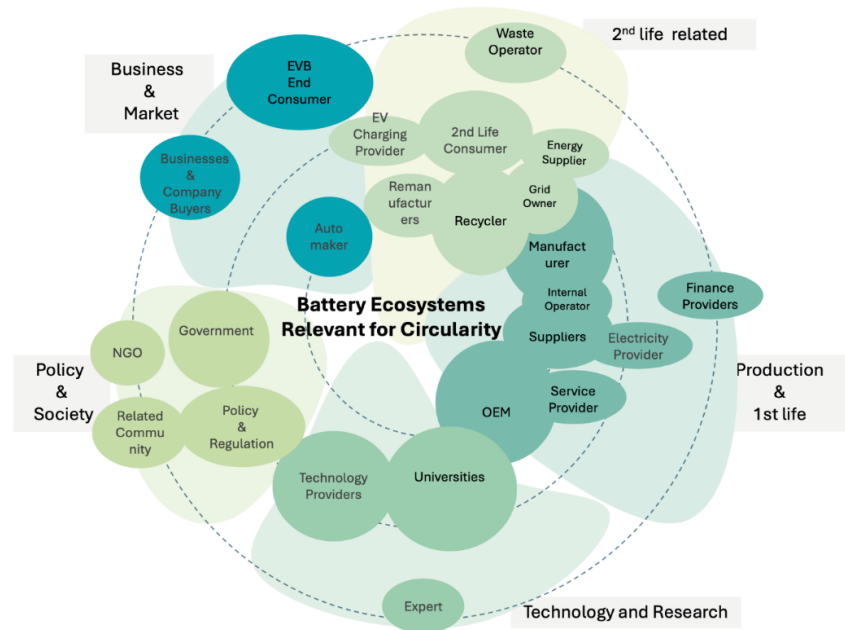 2nd life related
Waste
Operator
Business
&
Market
EVB
End
Consumer
EV
Charging
Provider
2nd Life
Consumer
Energy
Supplier
Businesses
&
Company
Buyers
Reman
ufactur
ers
Recycler
Grid
Owner
Auto
maker
Manufact
urer
Finance
Providers
Internal
Operator
Battery Ecosystems
Relevant for Circularity
Suppliers
Electricity
Provider
Government
NGO
Policy
&
Society
Related
Commu
nity
Policy
&
Regulation
OEM
Service
Provider
Production
&
1st life
Technology
Providers
Universities
Expert
Technology and Research